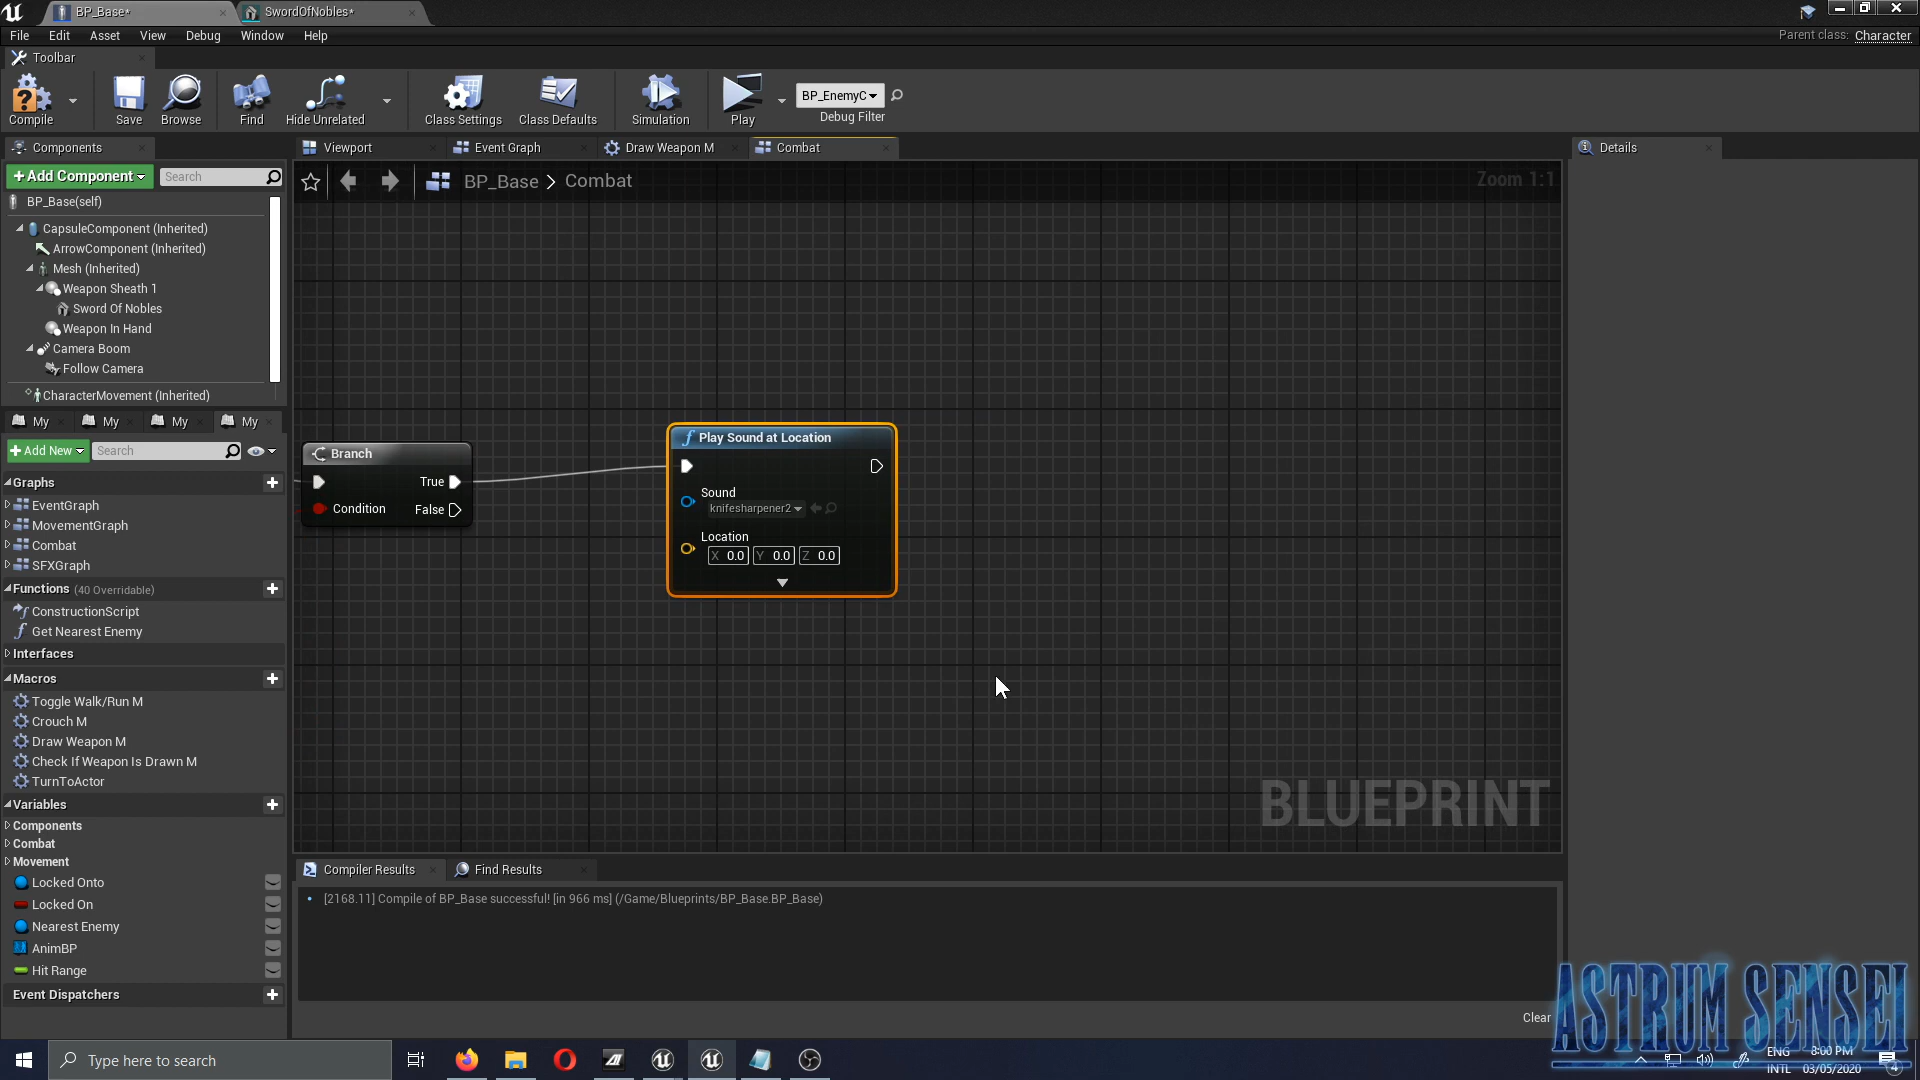 BP_Base*
SwordOfNobles*
File Edit Asset View Debug Window Help
Parent class: Character
Toolbar
Compile
Save
Browse
Find
Hide Unrelated
Class Settings
Class Defaults
Simulation
Play
BP_EnemyC
Debug Filter
Components
Viewport
Event Graph
Draw Weapon M
Combat
Details
+Add Component
Search
BP_Base > Combat
Zoom 1:1
BP_Base(self)
CapsuleComponent (Inherited)
ArrowComponent (Inherited)
Mesh (Inherited)
Weapon Sheath 1
Sword Of Nobles
Weapon In Hand
Camera Boom
Follow Camera
CharacterMovement (Inherited)
My My My My
+Add New
Search
Graphs
EventGraph
MovementGraph
Combat
SFXGraph
Functions (40 Overridable)
ConstructionScript
Get Nearest Enemy
Interfaces
Macros
Toggle Walk/Run M
Crouch M
Draw Weapon M
Check If Weapon Is Drawn M
TurnToActor
Variables
Components
Combat
Movement
Locked Onto
Locked On
Nearest Enemy
AnimBP
Hit Range
Event Dispatchers
Branch
True
Condition
False
Play Sound at Location
Sound
knifesharpener2
Location
X 0.0 Y 0.0 Z 0.0
BLUEPRINT
Compiler Results
Find Results
[2168.11] Compile of BP_Base successful! [in 966 ms] (/Game/Blueprints/BP_Base.BP_Base)
Clear
ASTRUM SENSEI
Type here to search
ENG
INTL
8:00 PM
03/05/2020
4